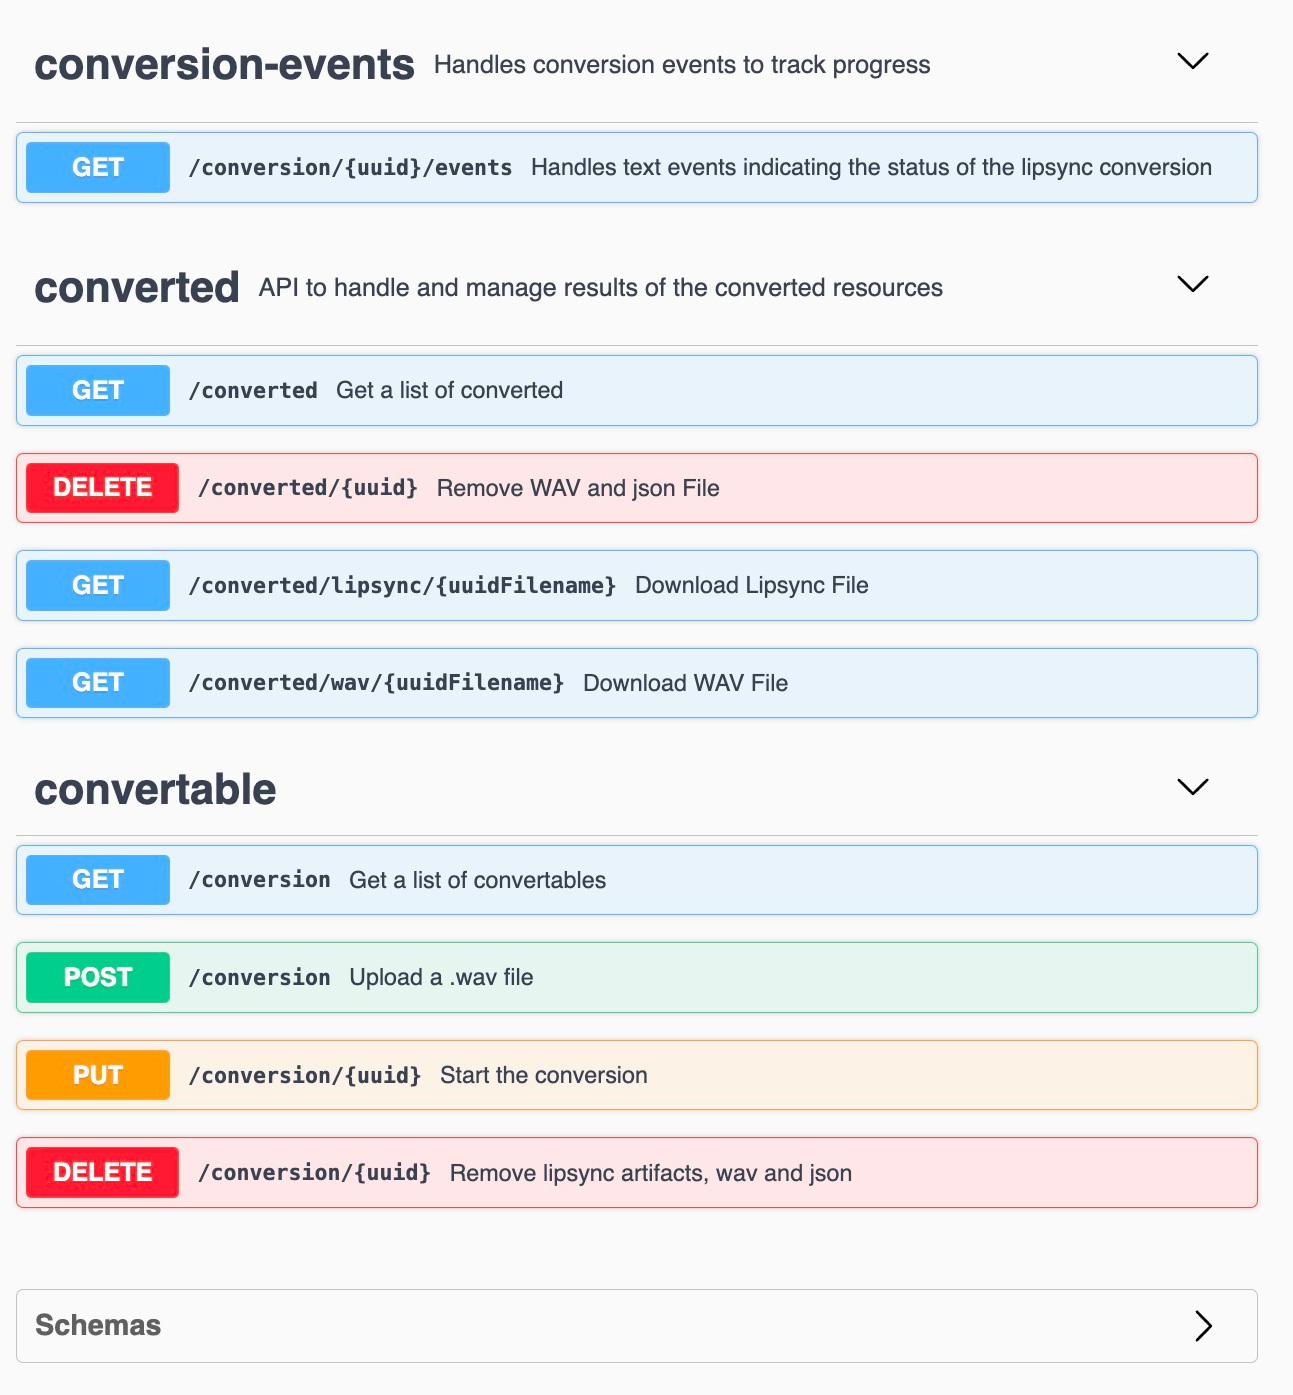 conversion-events Handles conversion events to track progress
GET /conversion/{uuid}/events Handles text events indicating the status of the lipsync conversion
converted API to handle and manage results of the converted resources
GET /converted Get a list of converted
DELETE /converted/{uuid} Remove WAV and json File
GET /converted/lipsync/{uuidFilename} Download Lipsync File
GET /converted/wav/{uuidFilename} Download WAV File
convertable
GET /conversion Get a list of convertables
POST /conversion Upload a .wav file
PUT /conversion/{uuid} Start the conversion
DELETE /conversion/{uuid} Remove lipsync artifacts, wav and json
Schemas